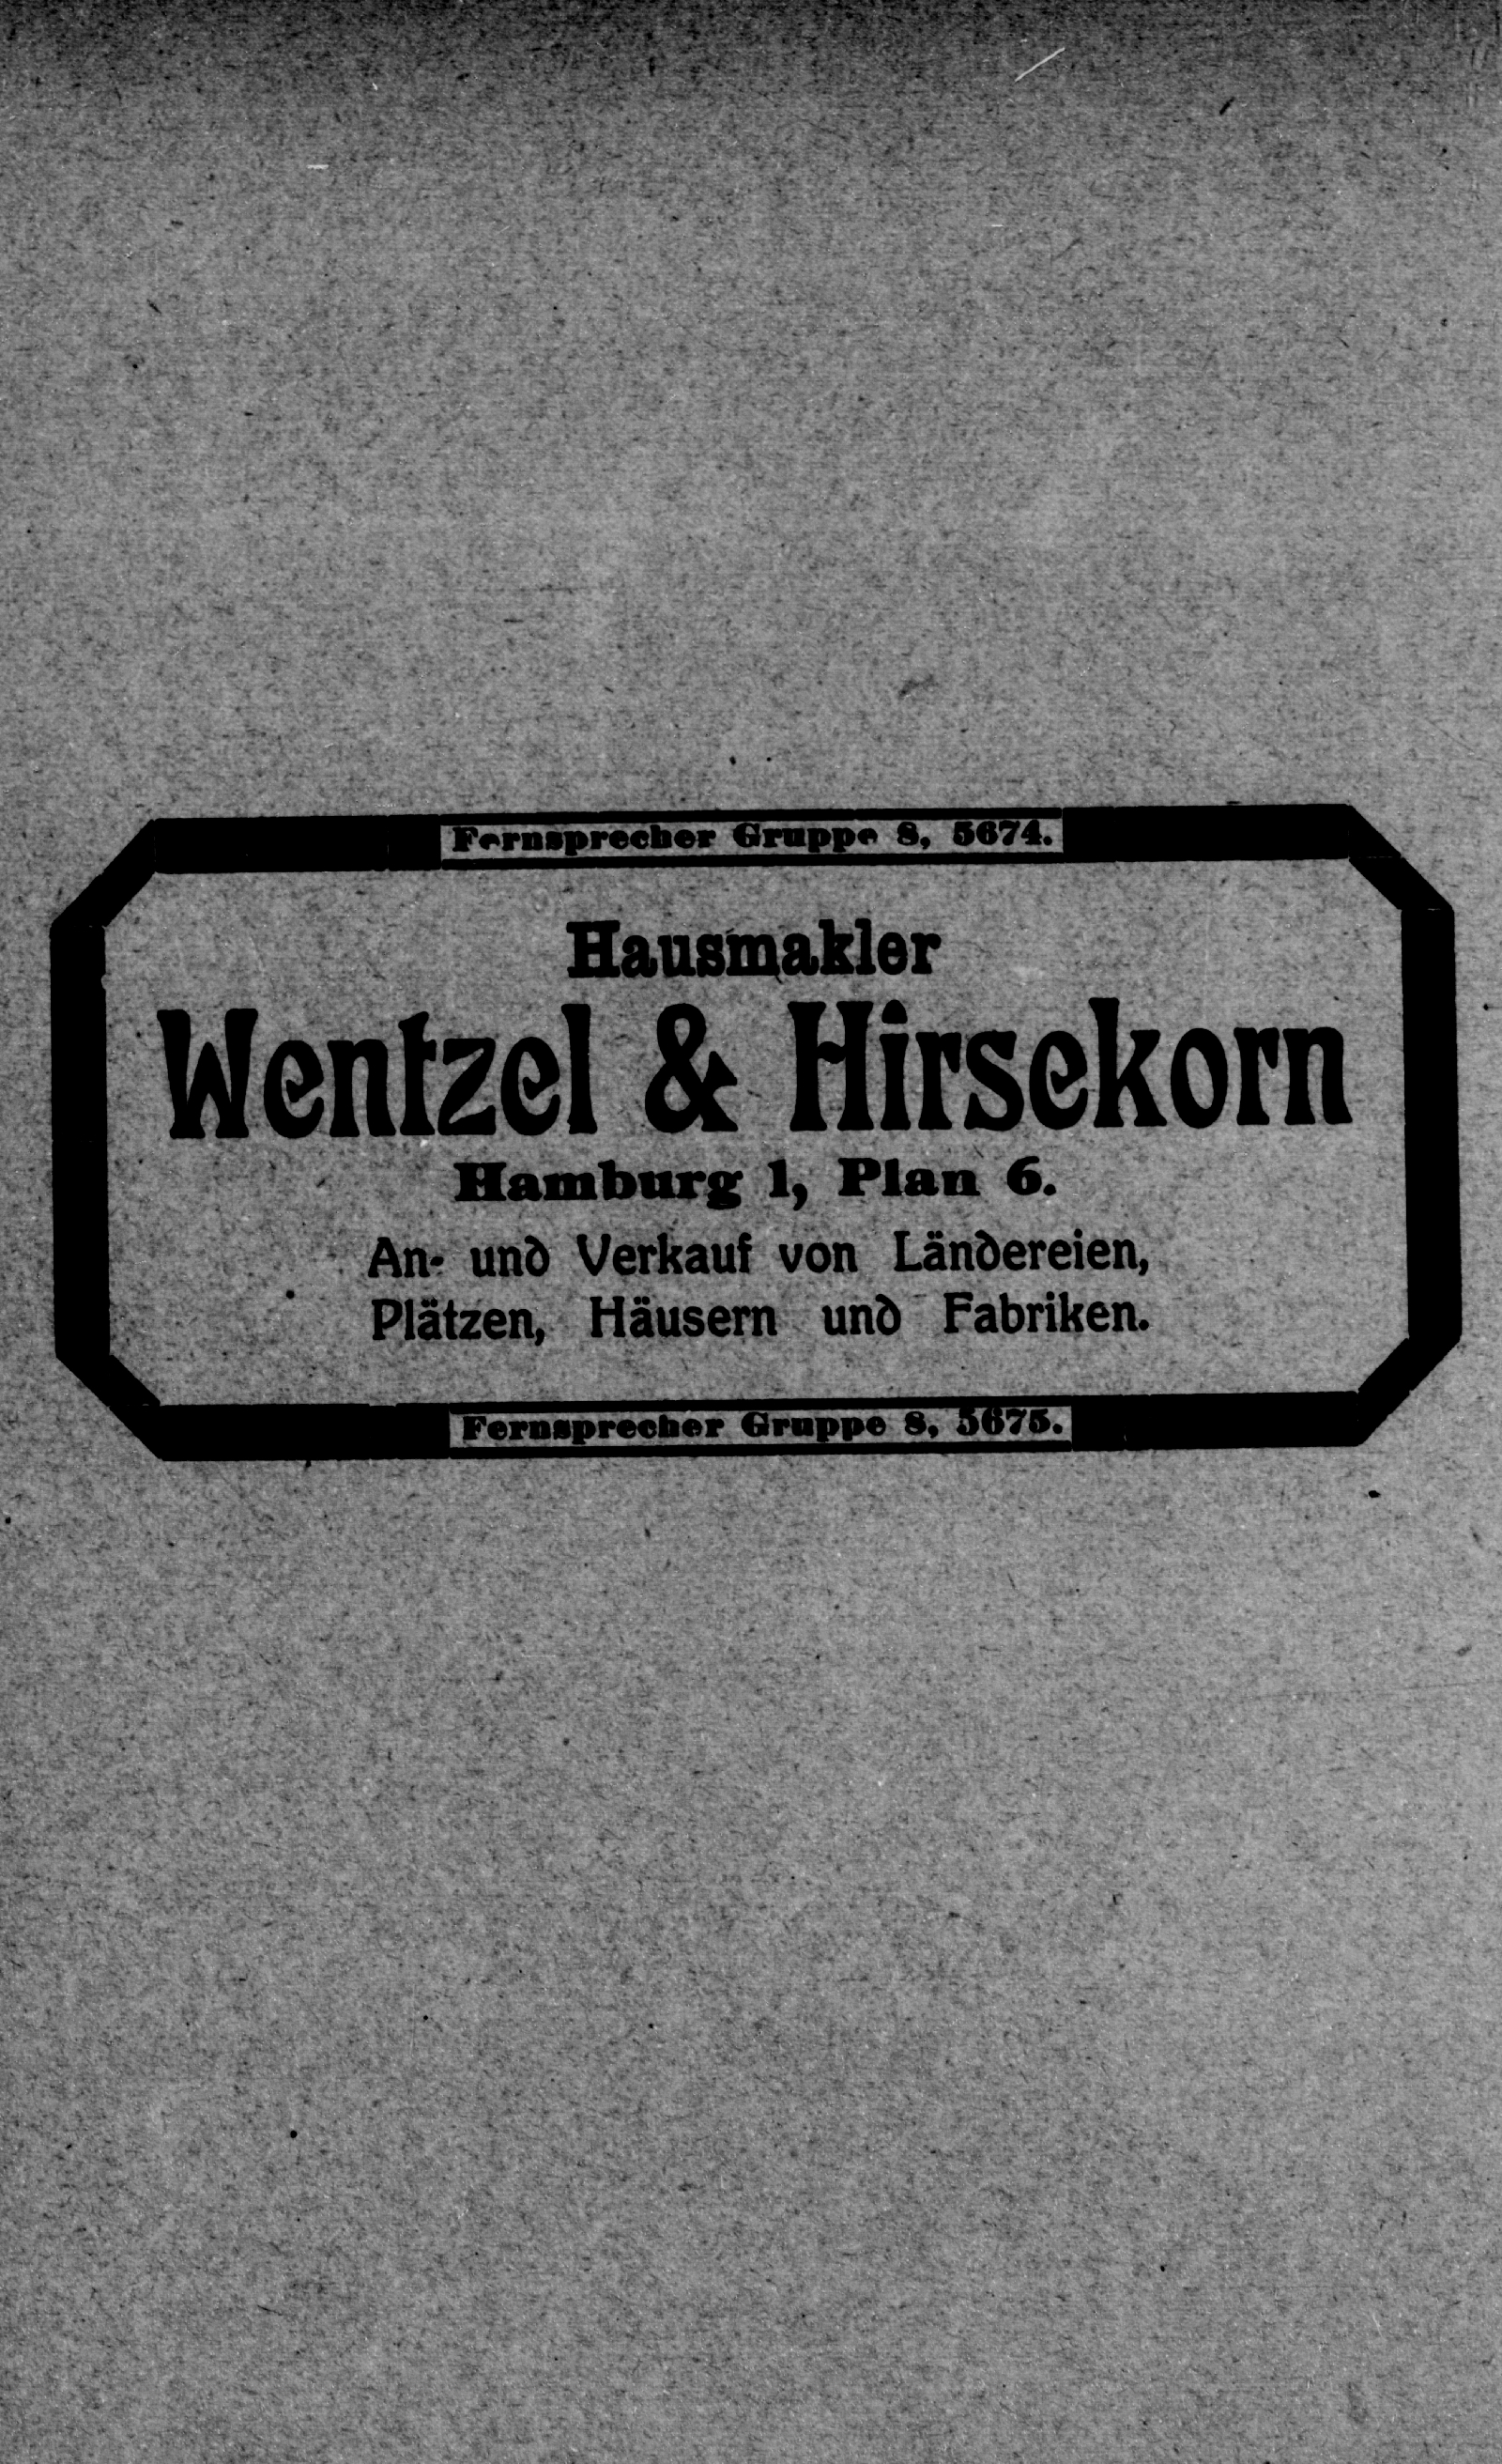 Fernsprecher Gruppe 8, 5674.
Hausmakler
Wentzel & Hirsekorn
Hamburg 1, Plan 6.
An- und Verkauf von Ländereien,
Plätzen, Häusern und Fabriken.
Fernsprecher Gruppe 8, 5675.